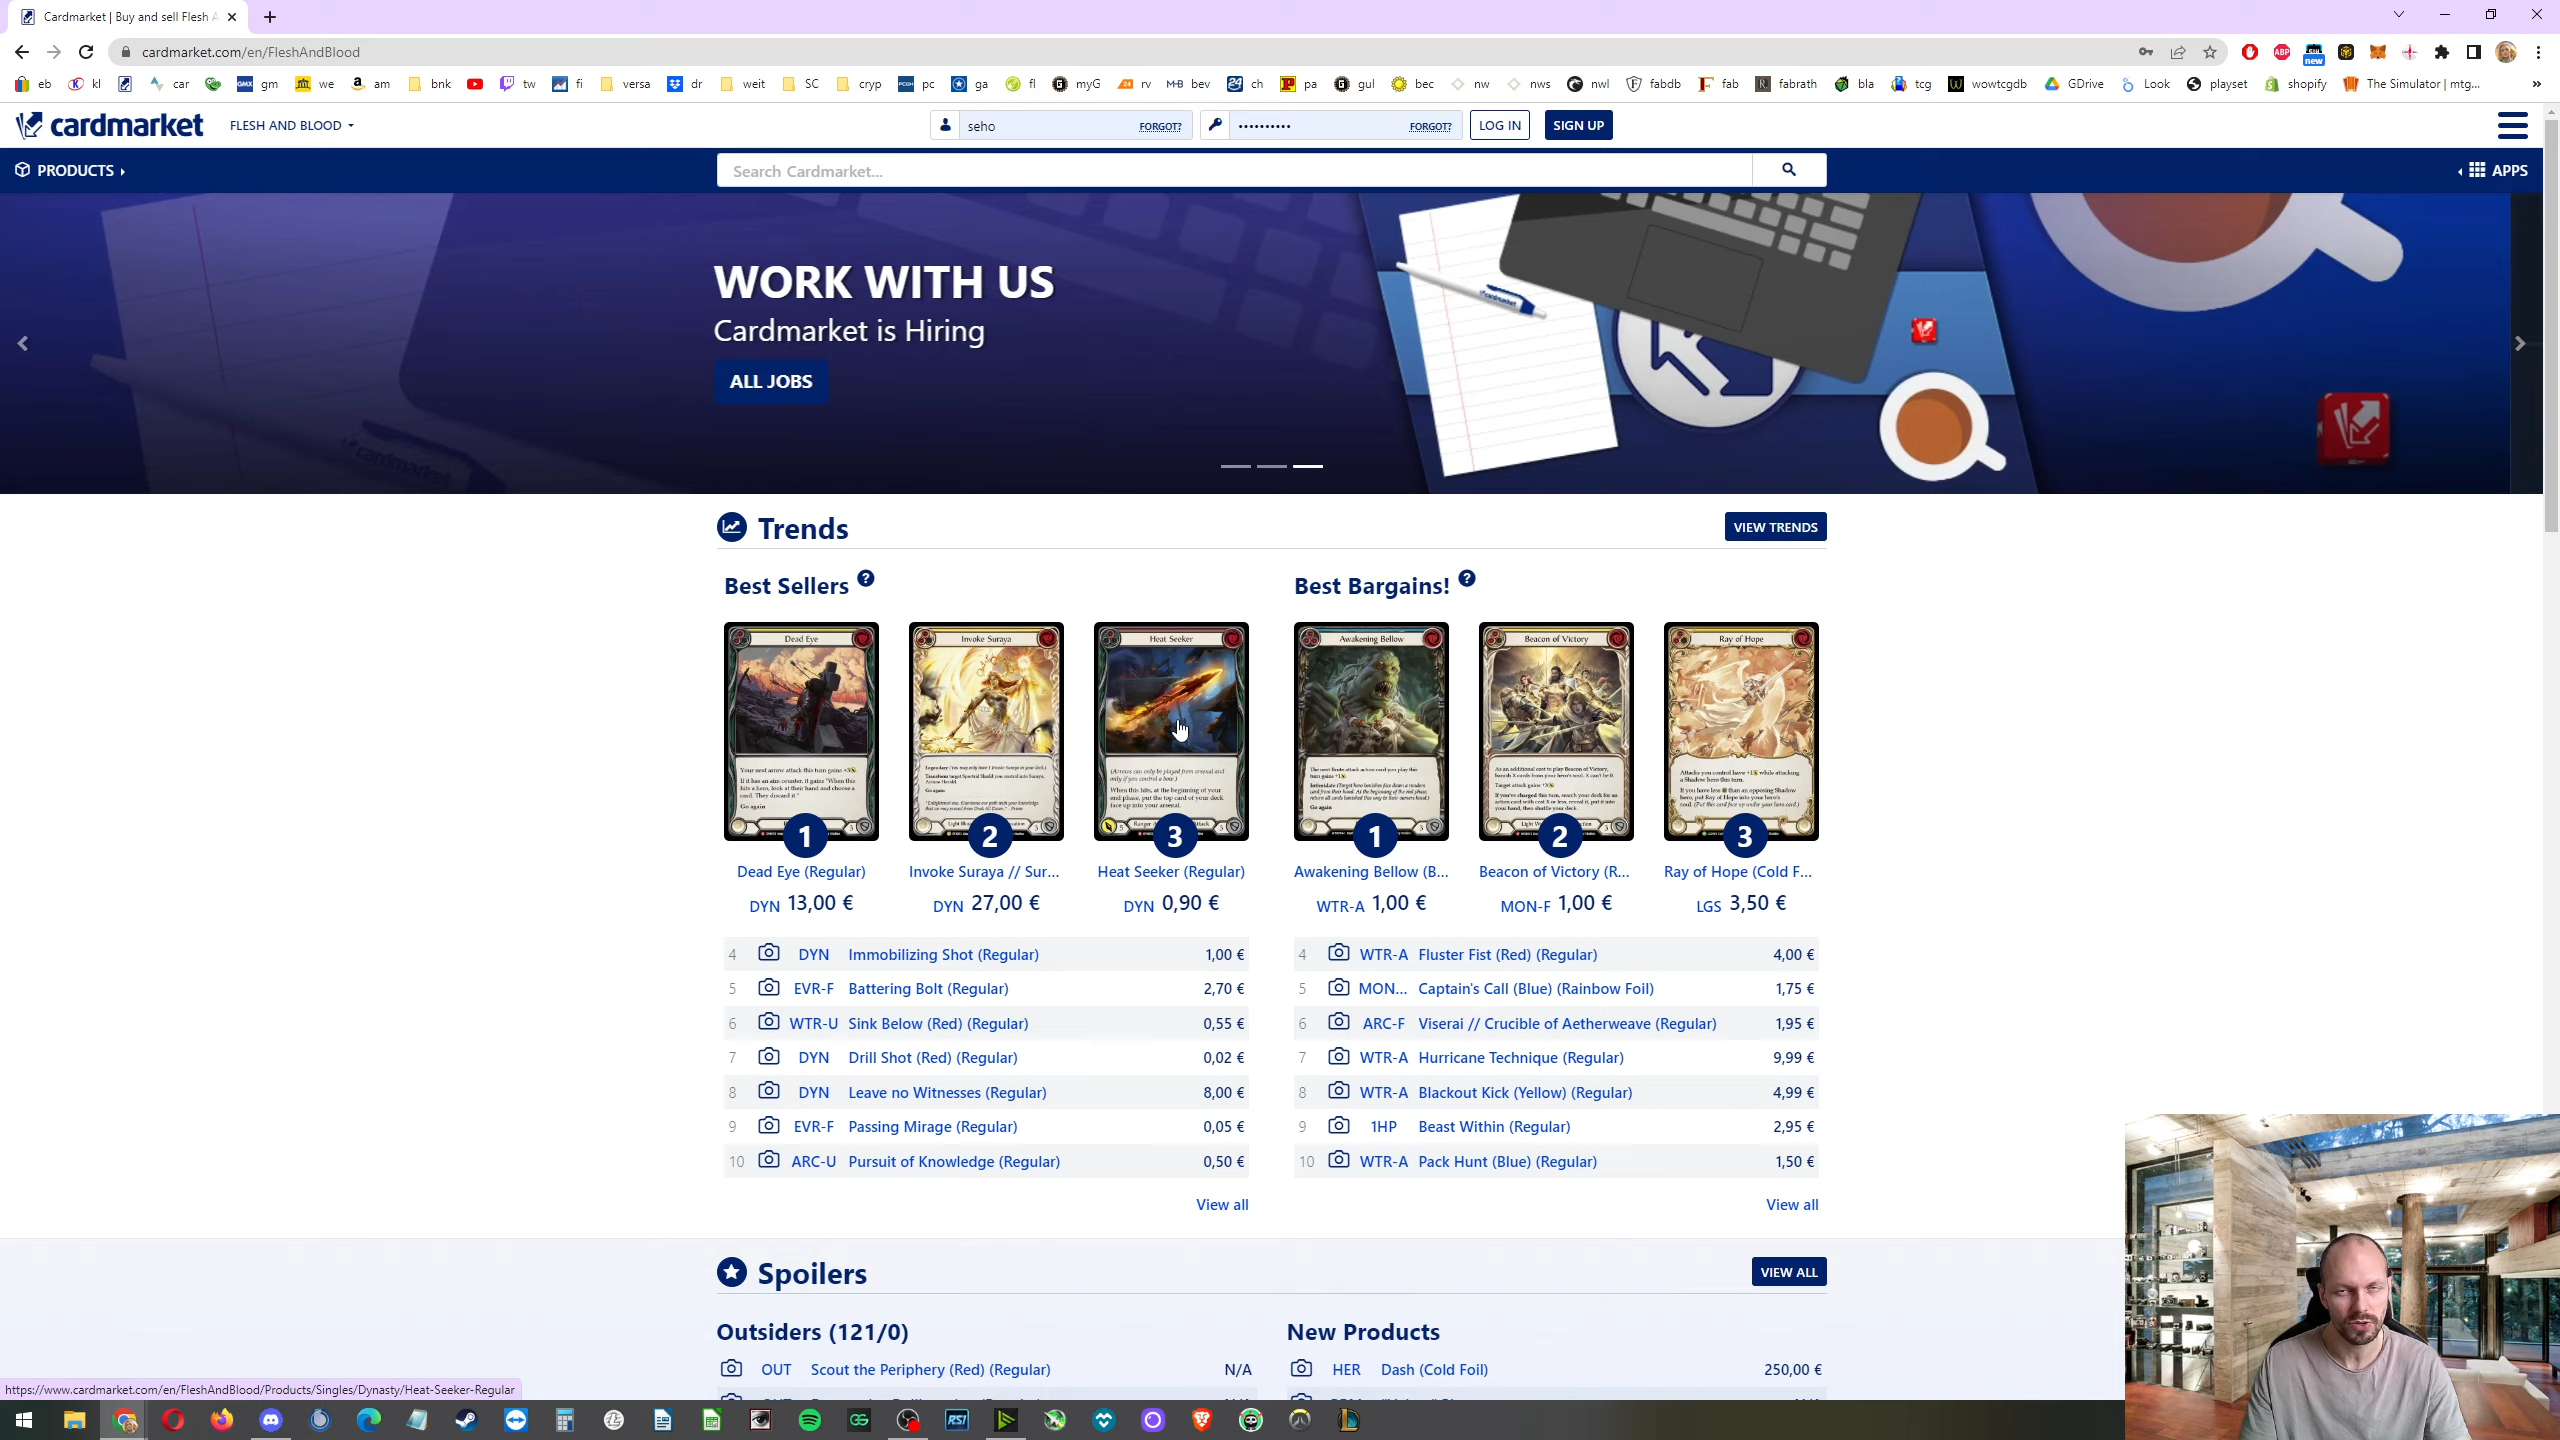 Cardmarket | Buy and sell Flesh A
cardmarket.com/en/FleshAndBlood
eb kl car gm we am bnk tw fi versa dr weit SC cryp pc ga fl myG rv bev ch pa gul bec nw nws nwl fabdb fab fabrath bla tcg wowtcgdb GDrive Look playset shopify The Simulator | mtg... »
cardmarket FLESH AND BLOOD seho FORGOT? •••••••••• FORGOT? LOG IN SIGN UP
PRODUCTS Search Cardmarket... APPS
WORK WITH US
Cardmarket is Hiring
ALL JOBS
Trends VIEW TRENDS
Best Sellers ? Best Bargains! ?
Dead Eye Invoke Suraya Heat Seeker Awakening Bellow Beacon of Victory Ray of Hope
1 2 3 1 2 3
Dead Eye (Regular) Invoke Suraya // Sur... Heat Seeker (Regular) Awakening Bellow (B... Beacon of Victory (R... Ray of Hope (Cold F...
DYN 13,00 € DYN 27,00 € DYN 0,90 € WTR-A 1,00 € MON-F 1,00 € LGS 3,50 €
4 DYN Immobilizing Shot (Regular) 1,00 € 4 WTR-A Fluster Fist (Red) (Regular) 4,00 €
5 EVR-F Battering Bolt (Regular) 2,70 € 5 MON... Captain's Call (Blue) (Rainbow Foil) 1,75 €
6 WTR-U Sink Below (Red) (Regular) 0,55 € 6 ARC-F Viserai // Crucible of Aetherweave (Regular) 1,95 €
7 DYN Drill Shot (Red) (Regular) 0,02 € 7 WTR-A Hurricane Technique (Regular) 9,99 €
8 DYN Leave no Witnesses (Regular) 8,00 € 8 WTR-A Blackout Kick (Yellow) (Regular) 4,99 €
9 EVR-F Passing Mirage (Regular) 0,05 € 9 1HP Beast Within (Regular) 2,95 €
10 ARC-U Pursuit of Knowledge (Regular) 0,50 € 10 WTR-A Pack Hunt (Blue) (Regular) 1,50 €
View all View all
Spoilers VIEW ALL
Outsiders (121/0) New Products
OUT Scout the Periphery (Red) (Regular) N/A HER Dash (Cold Foil) 250,00 €
https://www.cardmarket.com/en/FleshAndBlood/Products/Singles/Dynasty/Heat-Seeker-Regular